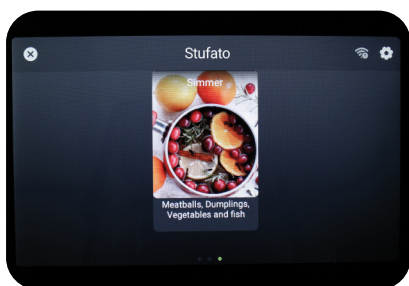 Stufato
Simmer
Meatballs, Dumplings,
Vegetables and fish